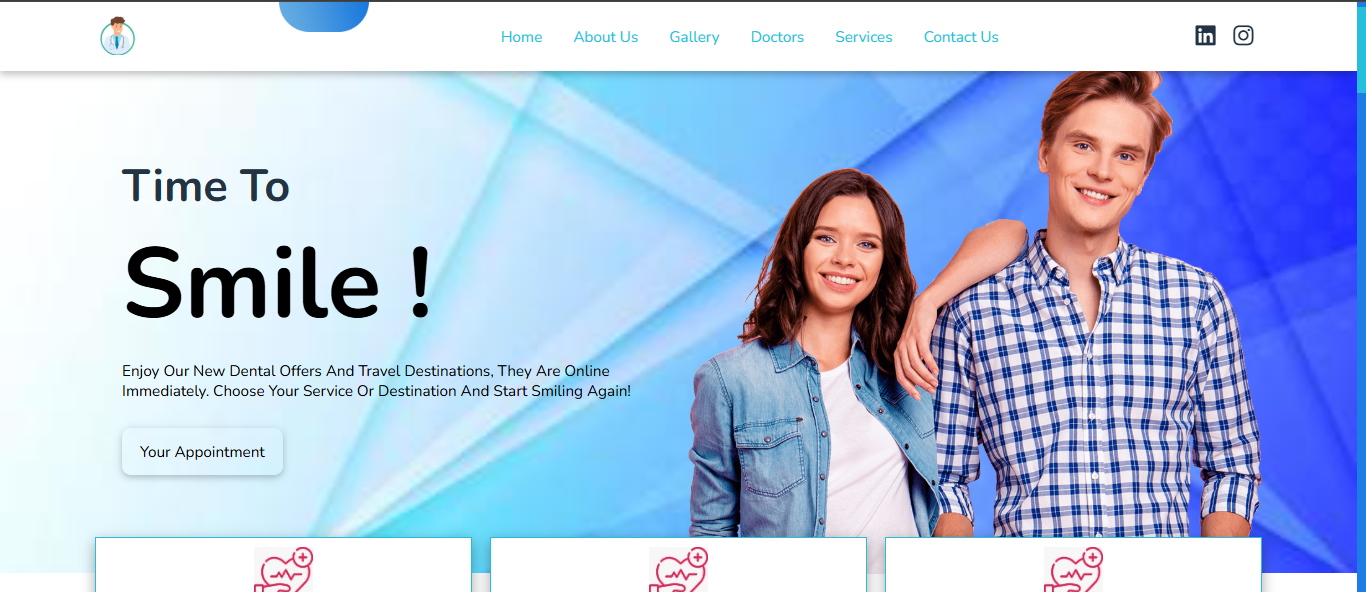 Home
About Us
Gallery
Doctors
Services
Contact Us
Time To
Smile !
Enjoy Our New Dental Offers And Travel Destinations, They Are Online
Immediately. Choose Your Service Or Destination And Start Smiling Again!
Your Appointment